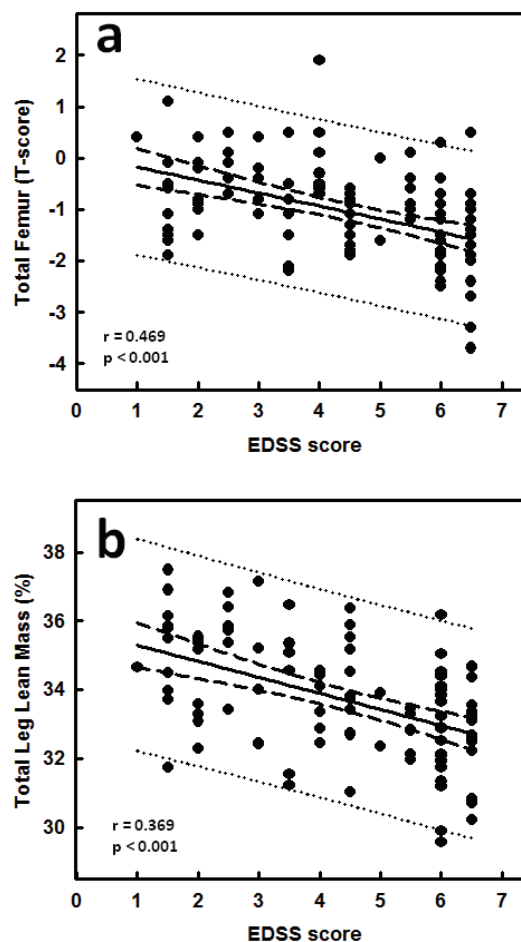 a
Total Femur (T-score)
2
1
0
-1
-2
-3
-4
r = 0.469
p < 0.001
0 1 2 3 4 5 6 7
EDSS score
b
Total Leg Lean Mass (%)
38
36
34
32
30
r = 0.369
p < 0.001
0 1 2 3 4 5 6 7
EDSS score